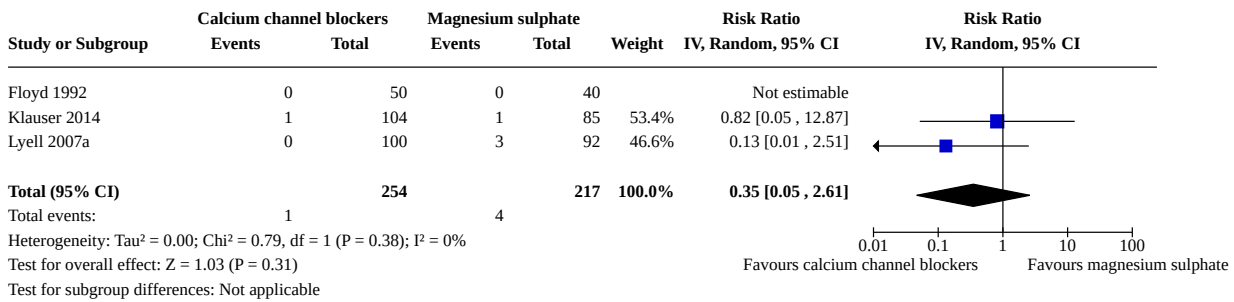 Calcium channel blockers Magnesium sulphate Risk Ratio Risk Ratio
Study or Subgroup Events Total Events Total Weight IV, Random, 95% CI IV, Random, 95% CI
Floyd 1992 0 50 0 40 Not estimable
Klauser 2014 1 104 1 85 53.4% 0.82 [0.05 , 12.87]
Lyell 2007a 0 100 3 92 46.6% 0.13 [0.01 , 2.51]
Total (95% CI) 254 217 100.0% 0.35 [0.05 , 2.61]
Total events: 1 4
Heterogeneity: Tau² = 0.00; Chi² = 0.79, df = 1 (P = 0.38); I² = 0%
0.01 0.1 1 10 100
Test for overall effect: Z = 1.03 (P = 0.31) Favours calcium channel blockers Favours magnesium sulphate
Test for subgroup differences: Not applicable